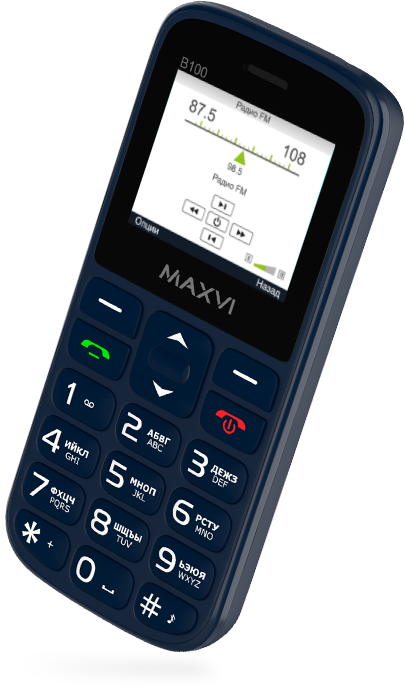 B100
Радио FM
87.5
108
98.5
Радио FM
Опции
Назад
MAXVI
1
2 АБВГ
ABC
3 ДЕЖЗ
DEF
4 ИЙКЛ
GHI
5 МНОП
JKL
6 РСТУ
MNO
7 ФХЦЧ
PQRS
8 ШЩЪЫ
TUV
9 ЬЭЮЯ
WXYZ
* +
0
# ♪